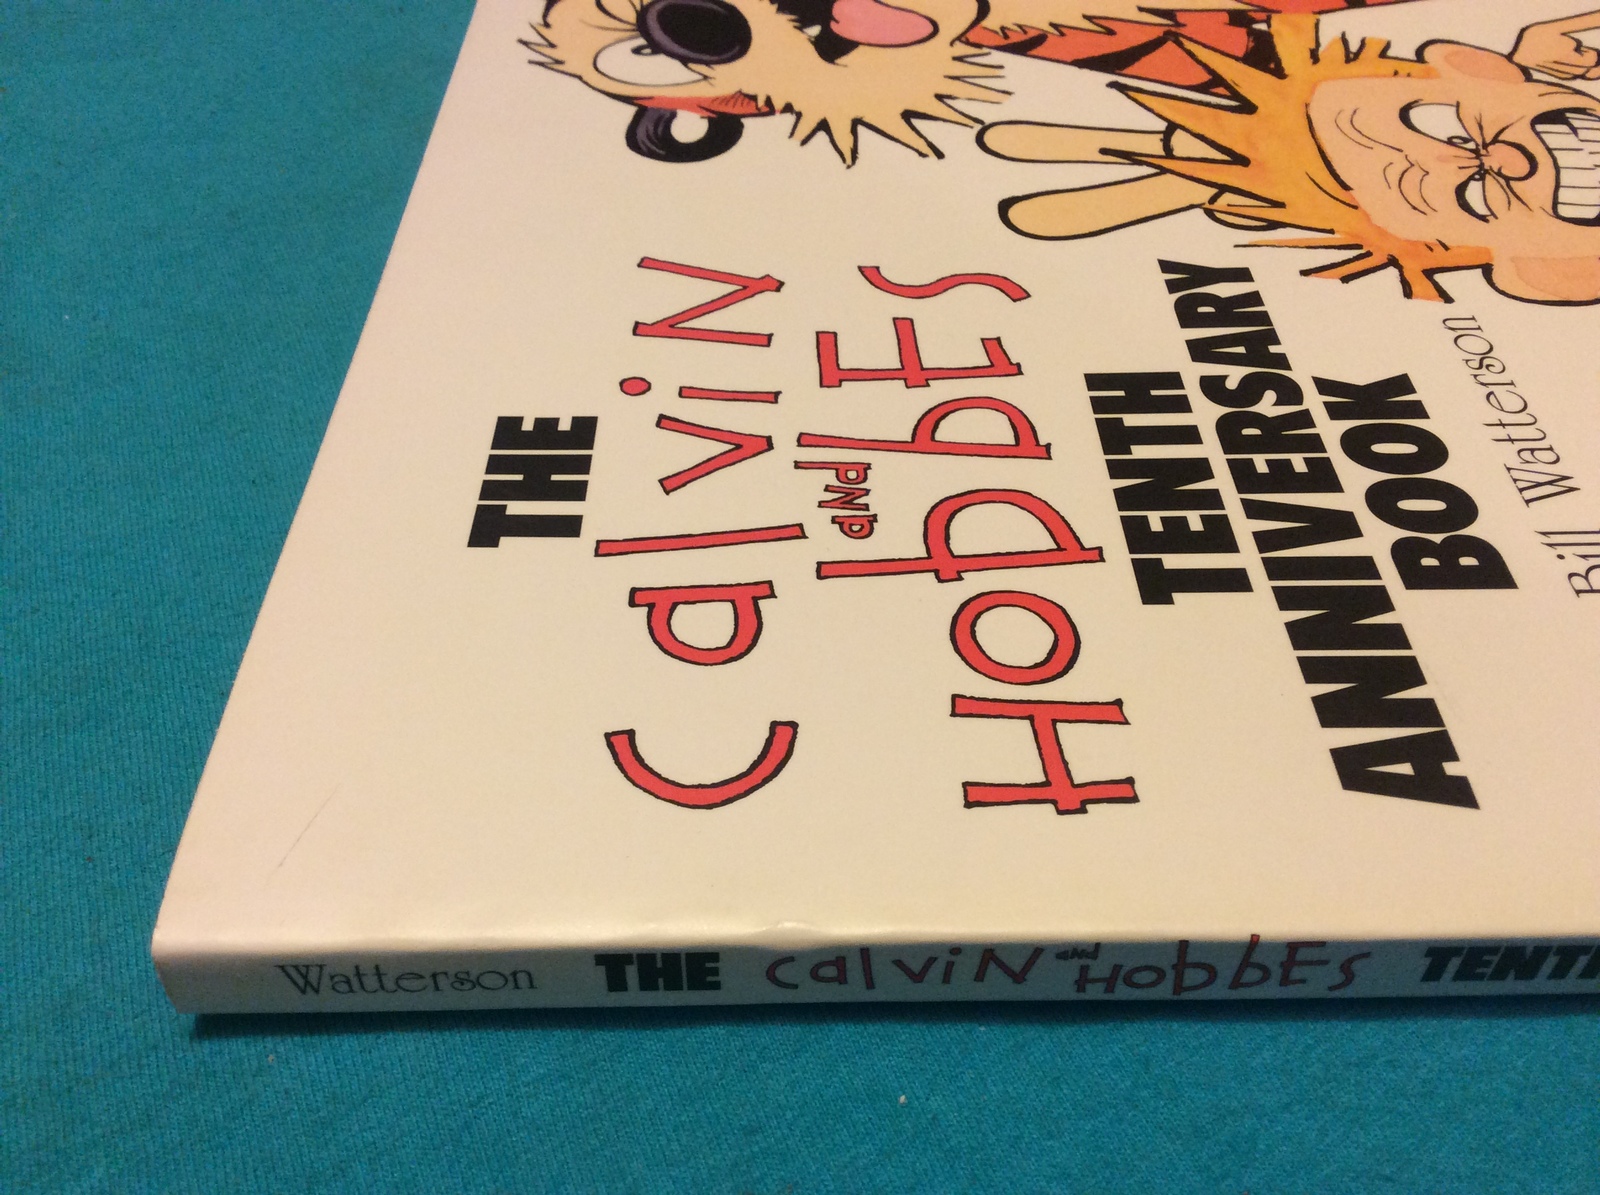 THE
CalviN
AND
HobbES
TENTH
ANNIVERSARY
BOOK
Bill Watterson
Watterson THE CalviN AND HobbES TENTH